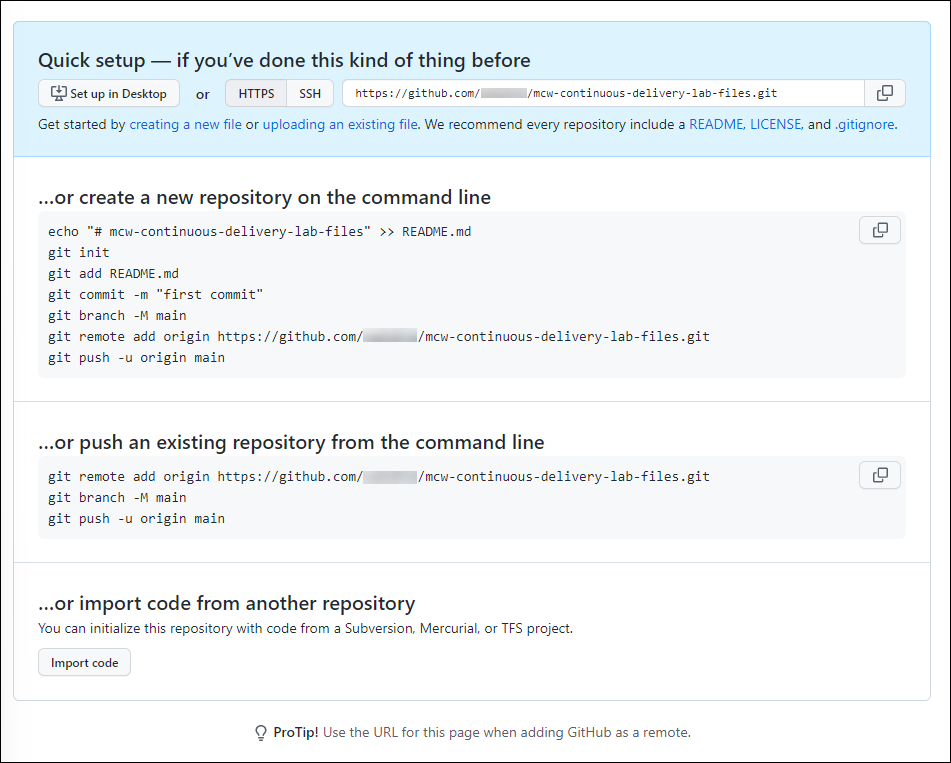 Quick setup — if you’ve done this kind of thing before
Set up in Desktop or HTTPS SSH https://github.com/ /mcw-continuous-delivery-lab-files.git
Get started by creating a new file or uploading an existing file. We recommend every repository include a README, LICENSE, and .gitignore.
…or create a new repository on the command line
echo "# mcw-continuous-delivery-lab-files" >> README.md
git init
git add README.md
git commit -m "first commit"
git branch -M main
git remote add origin https://github.com/ /mcw-continuous-delivery-lab-files.git
git push -u origin main
…or push an existing repository from the command line
git remote add origin https://github.com/ /mcw-continuous-delivery-lab-files.git
git branch -M main
git push -u origin main
…or import code from another repository
You can initialize this repository with code from a Subversion, Mercurial, or TFS project.
Import code
ProTip! Use the URL for this page when adding GitHub as a remote.